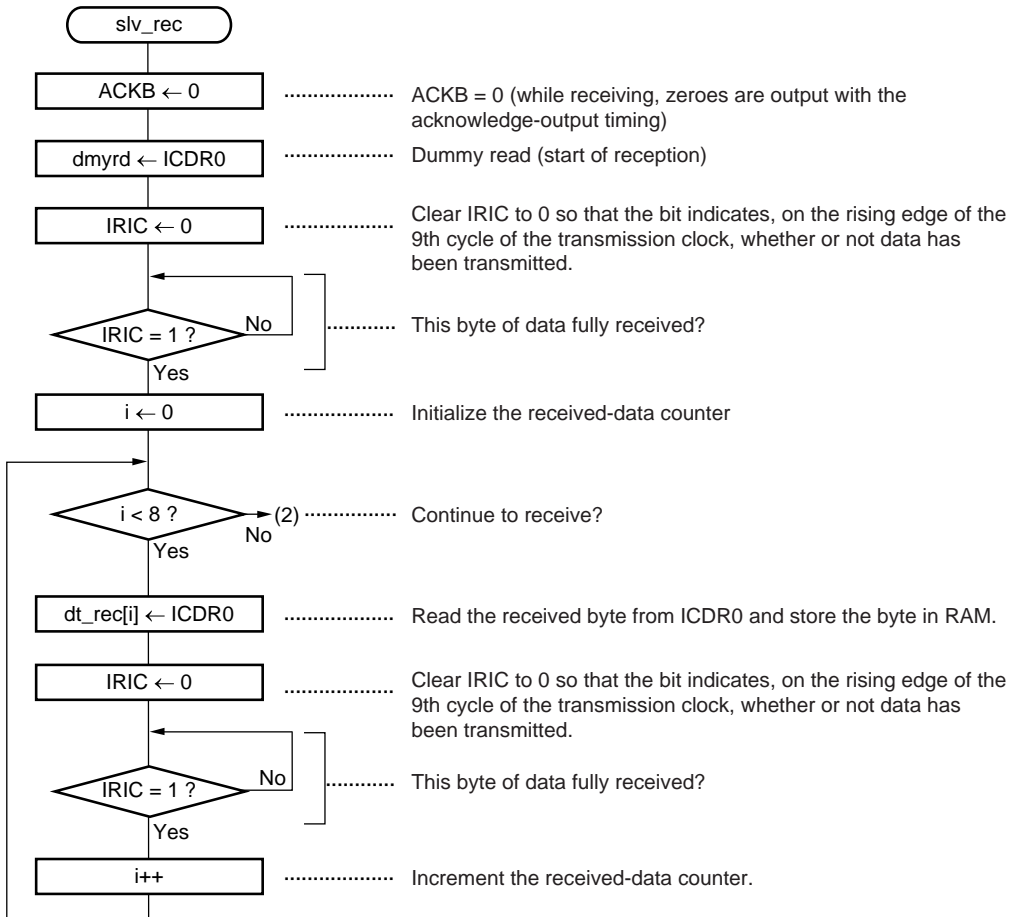 slv_rec
ACKB ← 0
ACKB = 0 (while receiving, zeroes are output with the
acknowledge-output timing)
dmyrd ← ICDR0
Dummy read (start of reception)
IRIC ← 0
Clear IRIC to 0 so that the bit indicates, on the rising edge of the
9th cycle of the transmission clock, whether or not data has
been transmitted.
IRIC = 1 ?
No
This byte of data fully received?
Yes
i ← 0
Initialize the received-data counter
i < 8 ?
(2)
Continue to receive?
No
Yes
dt_rec[i] ← ICDR0
Read the received byte from ICDR0 and store the byte in RAM.
IRIC ← 0
Clear IRIC to 0 so that the bit indicates, on the rising edge of the
9th cycle of the transmission clock, whether or not data has
been transmitted.
IRIC = 1 ?
No
This byte of data fully received?
Yes
i++
Increment the received-data counter.